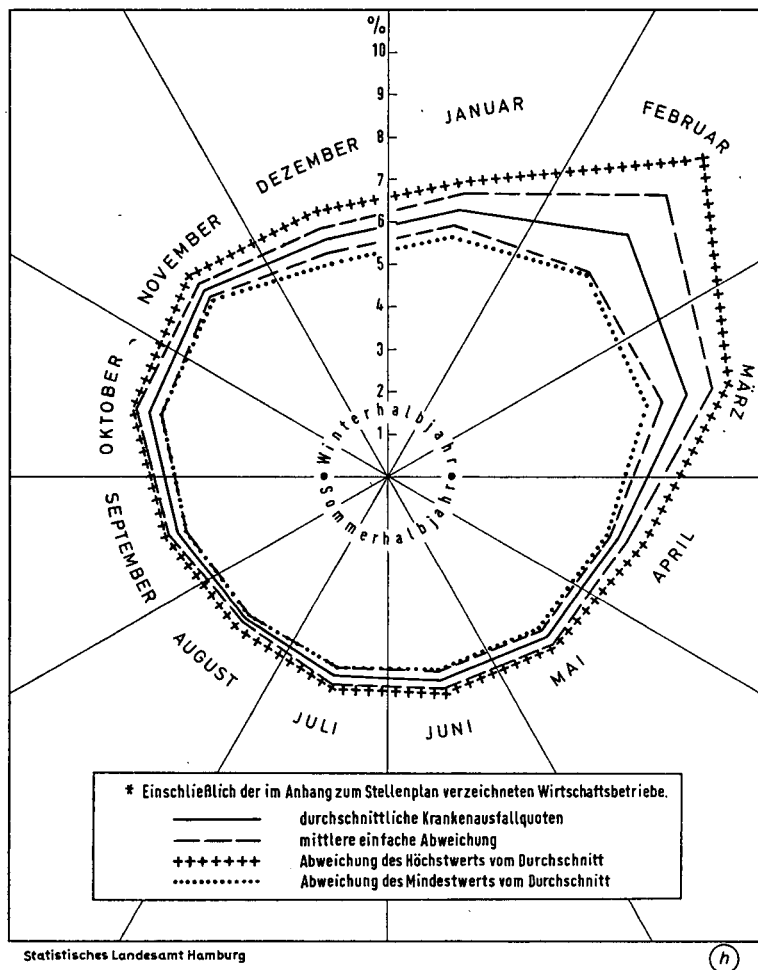 %
10
9
8
7
6
5
4
3
2
1
JANUAR
FEBRUAR
MÄRZ
APRIL
MAI
JUNI
JULI
AUGUST
SEPTEMBER
OKTOBER
NOVEMBER
DEZEMBER
Winterhalbjahr
Sommerhalbjahr
* Einschließlich der im Anhang zum Stellenplan verzeichneten Wirtschaftsbetriebe.
durchschnittliche Krankenausfallquoten
mittlere einfache Abweichung
Abweichung des Höchstwerts vom Durchschnitt
Abweichung des Mindestwerts vom Durchschnitt
Statistisches Landesamt Hamburg
h